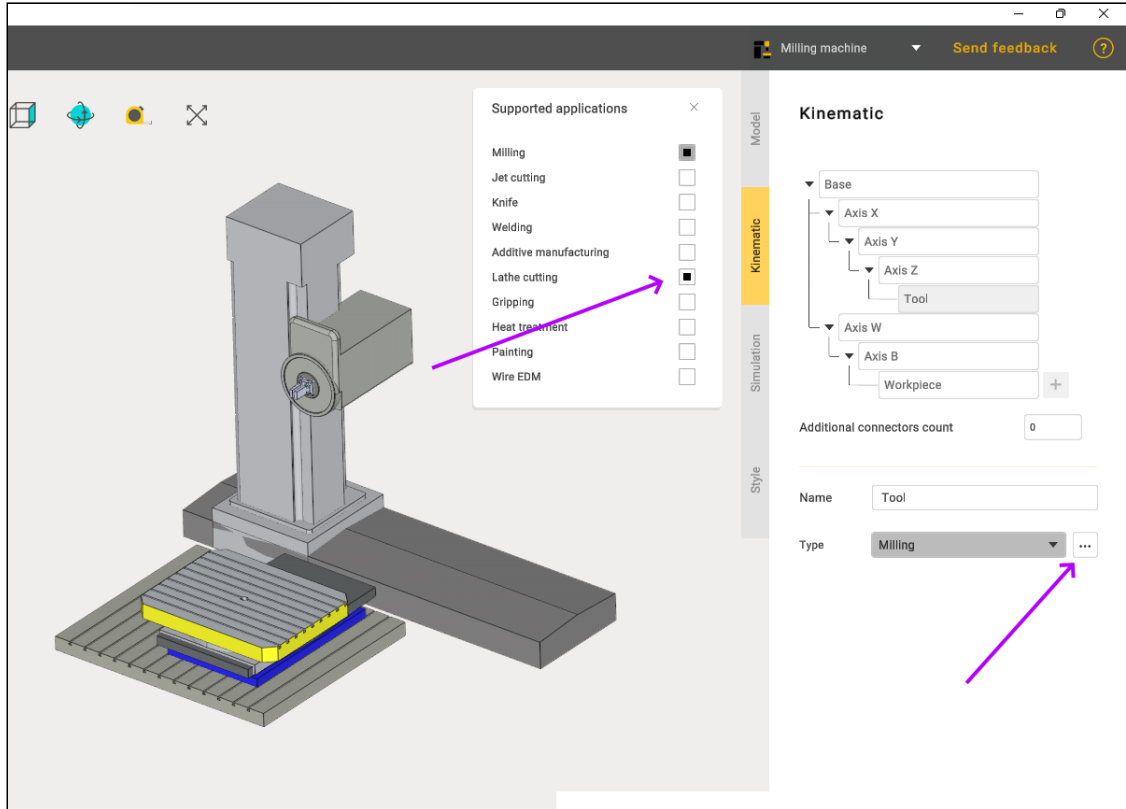 Milling machine
Send feedback
?
Supported applications
Milling
Jet cutting
Knife
Welding
Additive manufacturing
Lathe cutting
Gripping
Heat treatment
Painting
Wire EDM
Model
Kinematic
Simulation
Style
Kinematic
Base
Axis X
Axis Y
Axis Z
Tool
Axis W
Axis B
Workpiece +
Additional connectors count 0
Name Tool
Type Milling ...